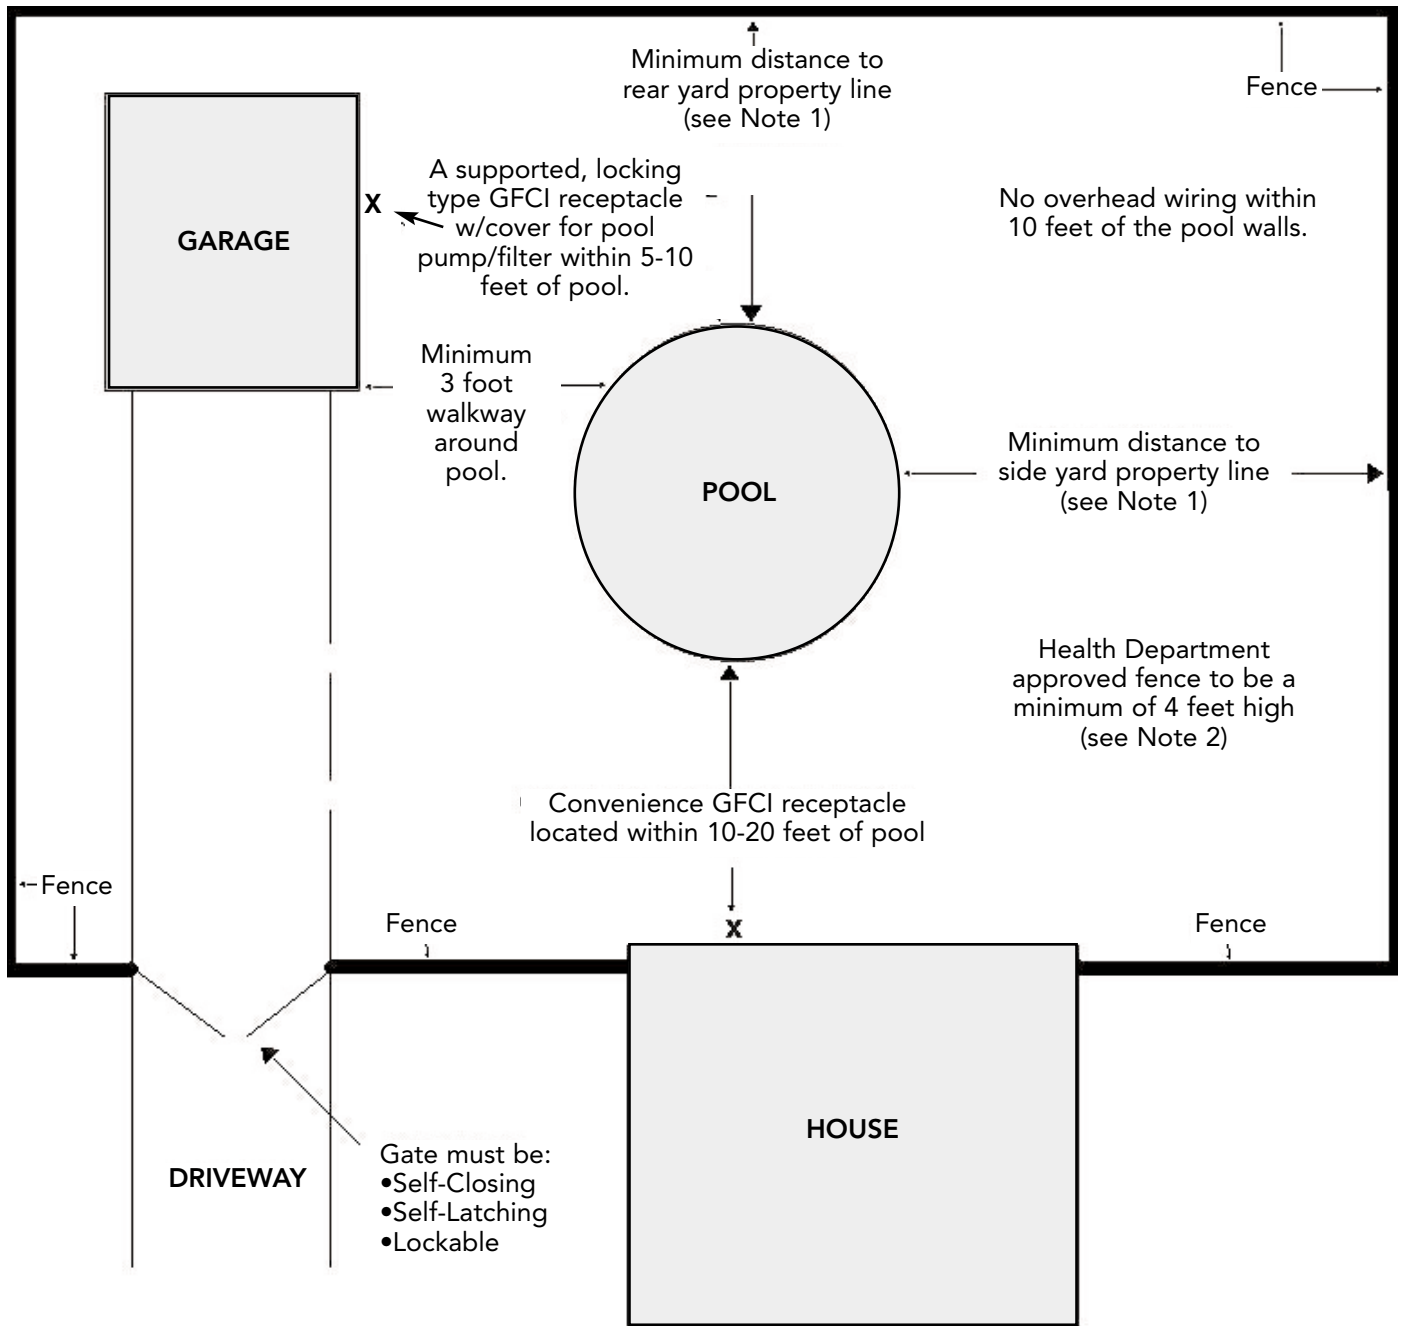 Minimum distance to
rear yard property line
(see Note 1)
Fence
A supported, locking
type GFCI receptacle
w/cover for pool
pump/filter within 5-10
feet of pool.
X
GARAGE
No overhead wiring within
10 feet of the pool walls.
Minimum
3 foot
walkway
around
pool.
POOL
Minimum distance to
side yard property line
(see Note 1)
Health Department
approved fence to be a
minimum of 4 feet high
(see Note 2)
Convenience GFCI receptacle
located within 10-20 feet of pool
Fence
Fence
X
Fence
HOUSE
DRIVEWAY
Gate must be:
•Self-Closing
•Self-Latching
•Lockable